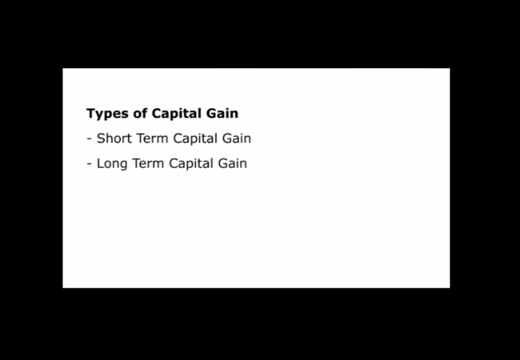 Types of Capital Gain
- Short Term Capital Gain
- Long Term Capital Gain